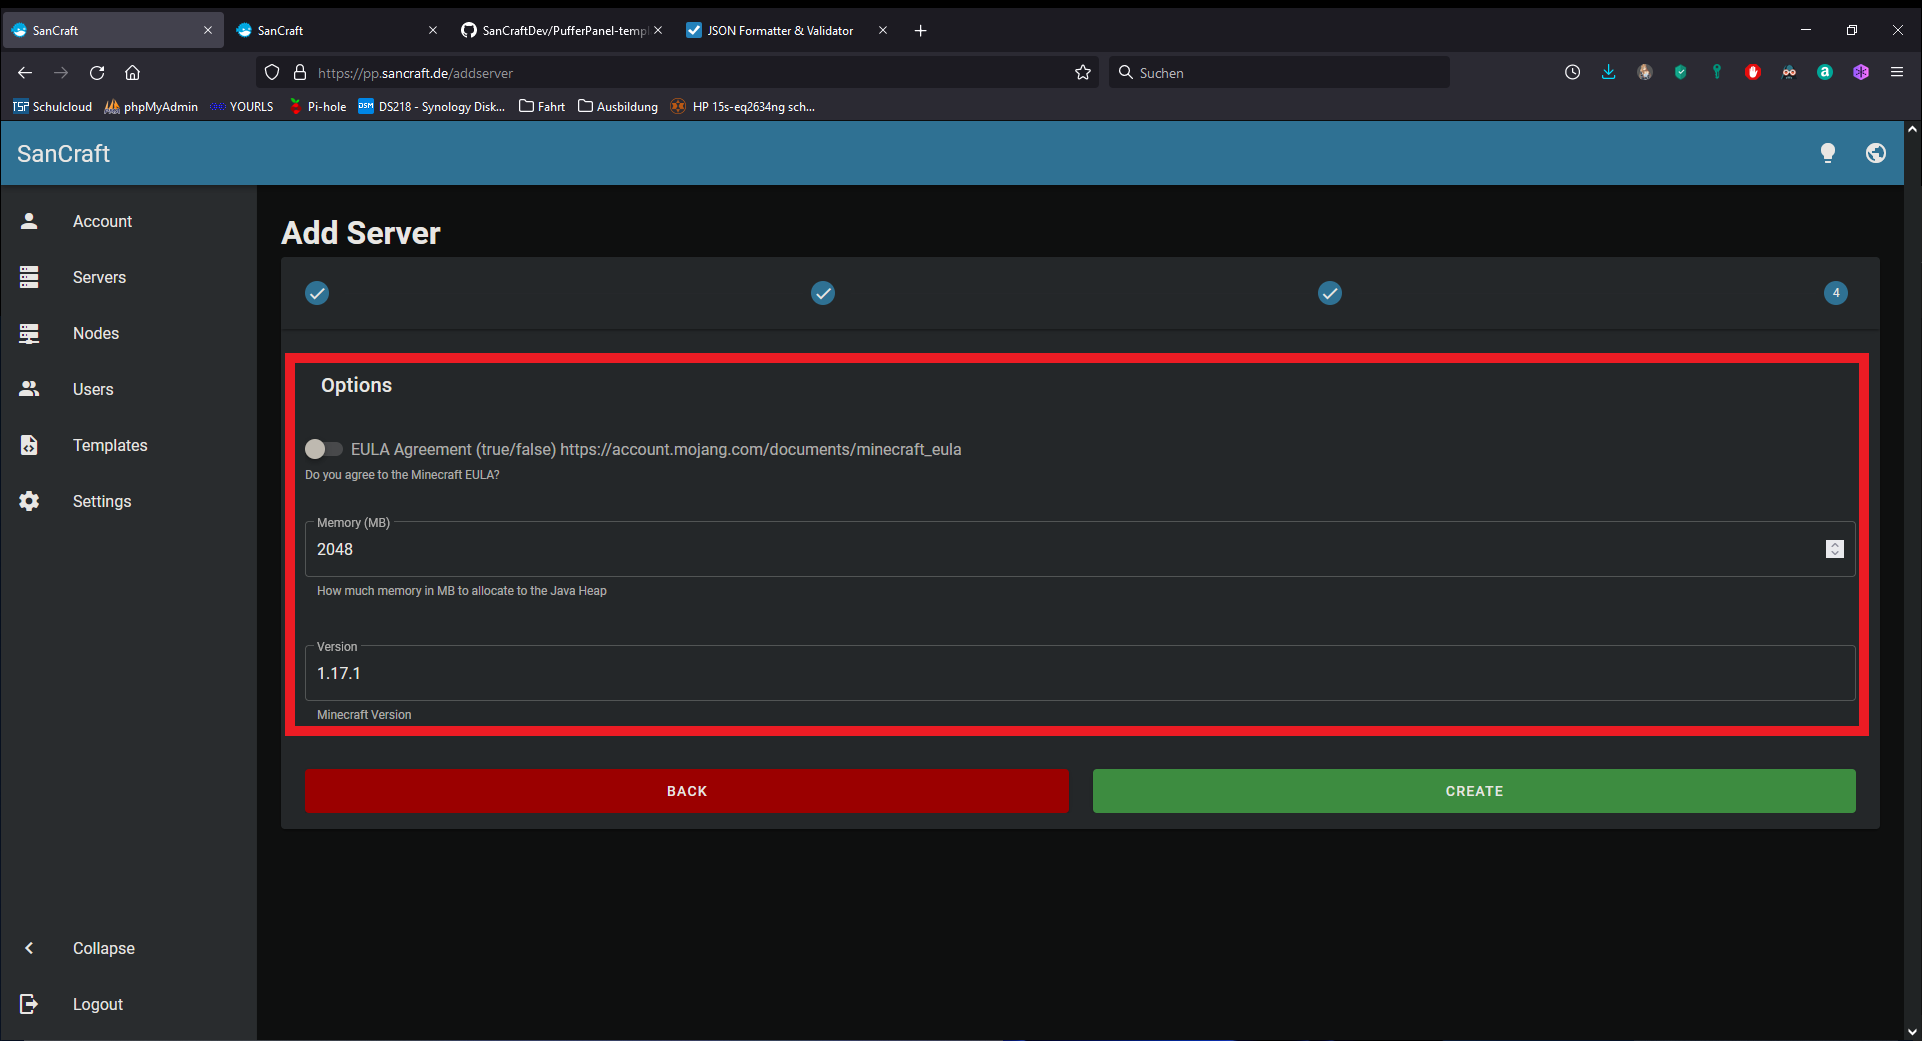 SanCraft
SanCraft
SanCraftDev/PufferPanel-templ
JSON Formatter & Validator
https://pp.sancraft.de/addserver
Suchen
TSP Schulcloud
phpMyAdmin
YOURLS
Pi-hole
DSM DS218 - Synology Disk...
Fahrt
Ausbildung
HP 15s-eq2634ng sch...
SanCraft
Account
Servers
Nodes
Users
Templates
Settings
Collapse
Logout
Add Server
4
Options
EULA Agreement (true/false) https://account.mojang.com/documents/minecraft_eula
Do you agree to the Minecraft EULA?
Memory (MB)
2048
How much memory in MB to allocate to the Java Heap
Version
1.17.1
Minecraft Version
BACK
CREATE